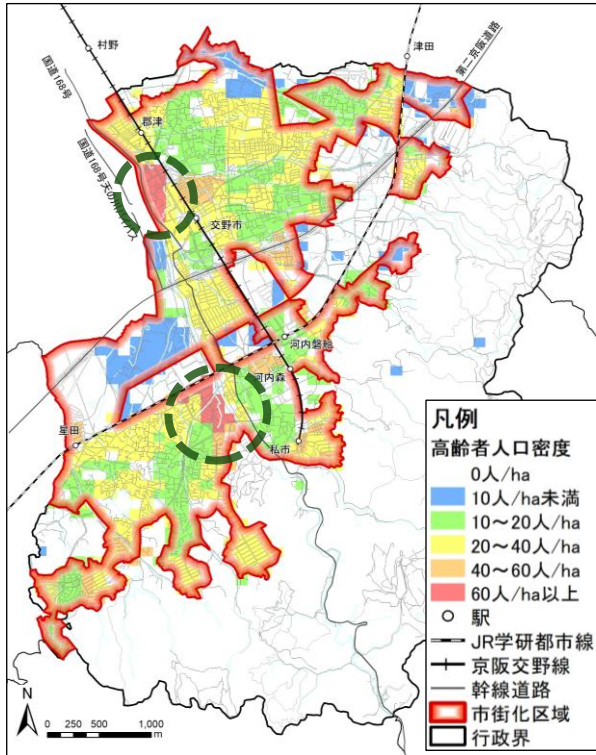 村野
津田
国道168号
第二京阪道路
郡津
国道168号天の
交野市
河内磐船
河内森
星田
私市
凡例
高齢者人口密度
0人/ha
10人/ha未満
10～20人/ha
20～40人/ha
40～60人/ha
60人/ha以上
駅
JR学研都市線
京阪交野線
幹線道路
市街化区域
行政界
N
0 250 500 1,000
m